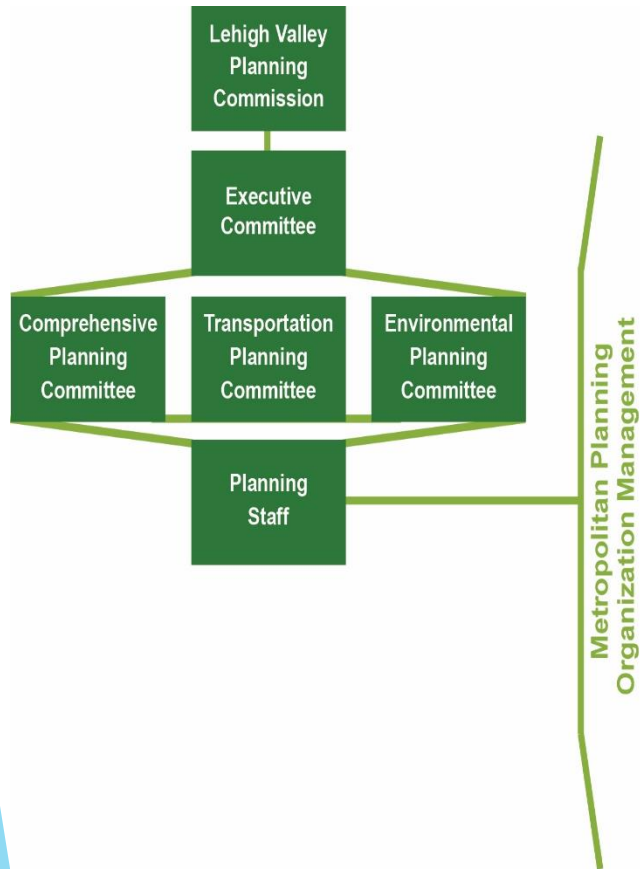 Lehigh Valley
Planning
Commission
Executive
Committee
Comprehensive
Planning
Committee
Transportation
Planning
Committee
Environmental
Planning
Committee
Planning
Staff
Metropolitan Planning
Organization Management